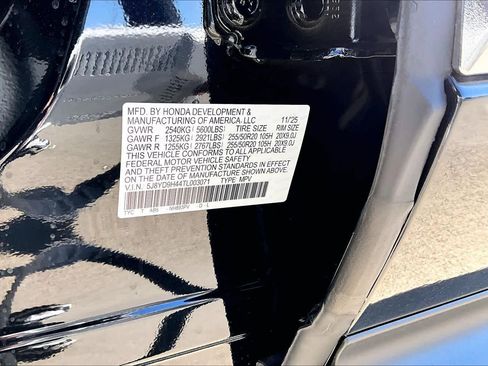 MFD. BY HONDA DEVELOPMENT &
MANUFACTURING OF AMERICA, LLC 11/25
GVWR 2540KG( 5600LBS) TIRE SIZE RIM SIZE
GAWR F 1325KG( 2921LBS) 255/50R20 105H 20X9.0J
GAWR R 1255KG( 2767LBS) 255/50R20 105H 20X9.0J
THIS VEHICLE CONFORMS TO ALL APPLICABLE
FEDERAL MOTOR VEHICLE SAFETY
AND THEFT PREVENTION STANDARDS IN EFFECT
ON THE DATE OF MANUFACTURE SHOWN ABOVE.
V.I.N. 5J8YD9H44TL003071 TYPE MPV
TYC T A85 NH893PV D L